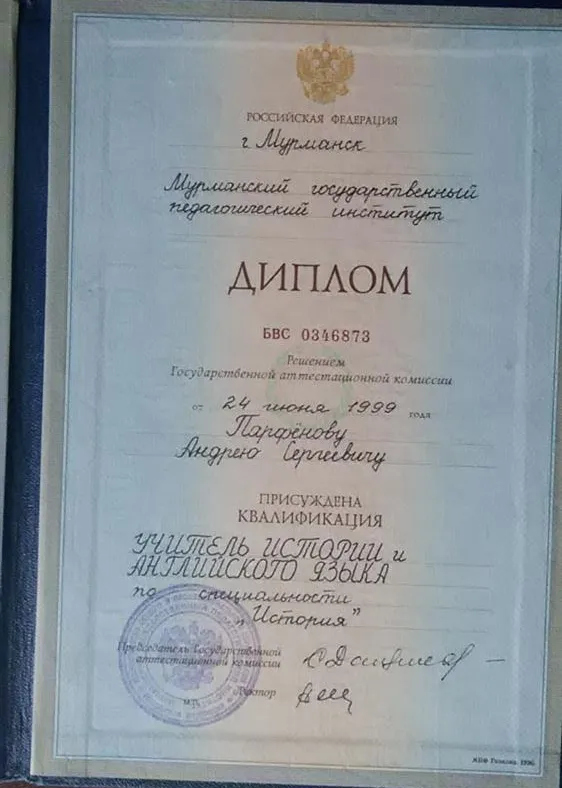 РОССИЙСКАЯ ФЕДЕРАЦИЯ
г. Мурманск
Мурманский государственный
педагогический институт
ДИПЛОМ
БВС 0346873
Решением
Государственной аттестационной комиссии
от 24 июня 1999 года
Парфёнову
Андрею Сергеевичу
ПРИСУЖДЕНА
КВАЛИФИКАЦИЯ
УЧИТЕЛЬ ИСТОРИИ и
АНГЛИЙСКОГО ЯЗЫКА
по специальности
„История"
Председатель Государственной
аттестационной комиссии
Ректор
М.П.
1996